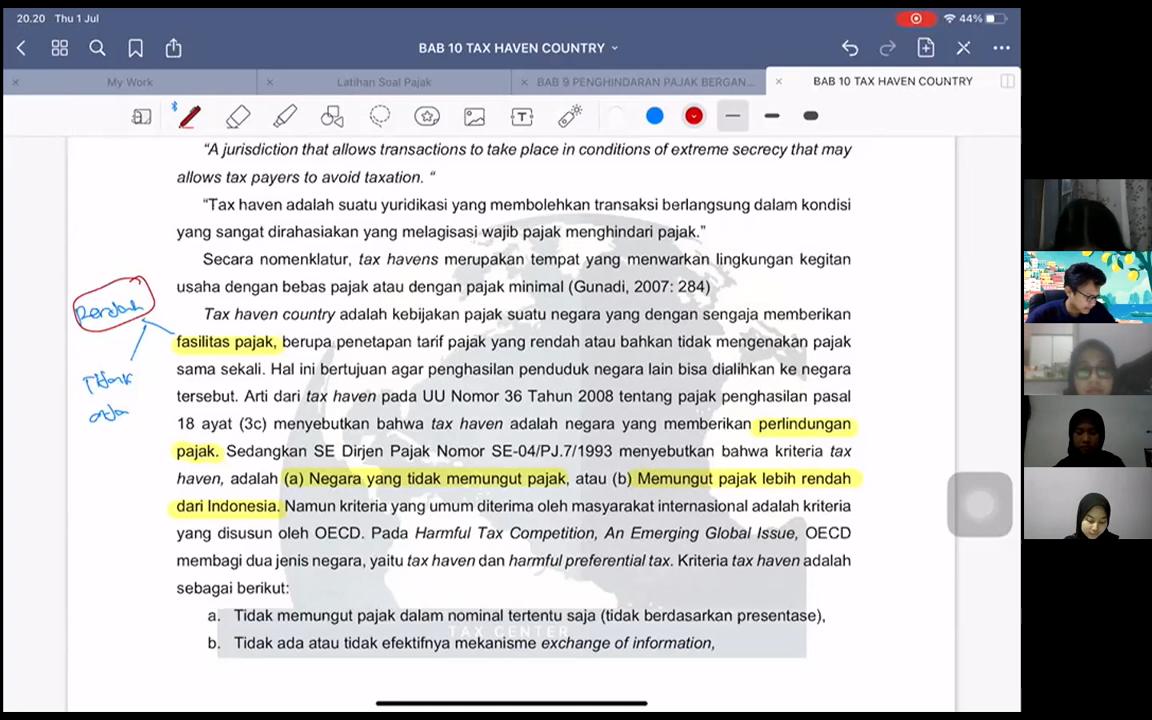 20.20 Thu 1 Jul
44%
BAB 10 TAX HAVEN COUNTRY
My Work
Latihan Soal Pajak
BAB 9 PENGHINDARAN PAJAK BERGAN...
BAB 10 TAX HAVEN COUNTRY
“A jurisdiction that allows transactions to take place in conditions of extreme secrecy that may
allows tax payers to avoid taxation. “
“Tax haven adalah suatu yuridikasi yang membolehkan transaksi berlangsung dalam kondisi
yang sangat dirahasiakan yang melagisasi wajib pajak menghindari pajak.”
Secara nomenklatur, tax havens merupakan tempat yang menwarkan lingkungan kegitan
usaha dengan bebas pajak atau dengan pajak minimal (Gunadi, 2007: 284)
Rendah
Tax haven country adalah kebijakan pajak suatu negara yang dengan sengaja memberikan
fasilitas pajak, berupa penetapan tarif pajak yang rendah atau bahkan tidak mengenakan pajak
sama sekali. Hal ini bertujuan agar penghasilan penduduk negara lain bisa dialihkan ke negara
Tidak
ada
tersebut. Arti dari tax haven pada UU Nomor 36 Tahun 2008 tentang pajak penghasilan pasal
18 ayat (3c) menyebutkan bahwa tax haven adalah negara yang memberikan perlindungan
pajak. Sedangkan SE Dirjen Pajak Nomor SE-04/PJ.7/1993 menyebutkan bahwa kriteria tax
haven, adalah (a) Negara yang tidak memungut pajak, atau (b) Memungut pajak lebih rendah
dari Indonesia. Namun kriteria yang umum diterima oleh masyarakat internasional adalah kriteria
yang disusun oleh OECD. Pada Harmful Tax Competition, An Emerging Global Issue, OECD
membagi dua jenis negara, yaitu tax haven dan harmful preferential tax. Kriteria tax haven adalah
sebagai berikut:
a. Tidak memungut pajak dalam nominal tertentu saja (tidak berdasarkan presentase),
TAX CENTER
b. Tidak ada atau tidak efektifnya mekanisme exchange of information,